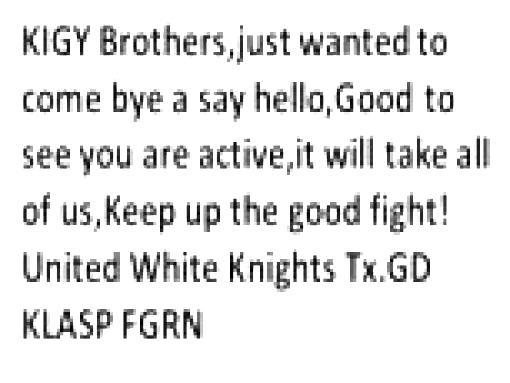 KIGY Brothers,just wanted to
come bye a say hello,Good to
see you are active,it will take all
of us,Keep up the good fight!
United White Knights Tx.GD
KLASP FGRN